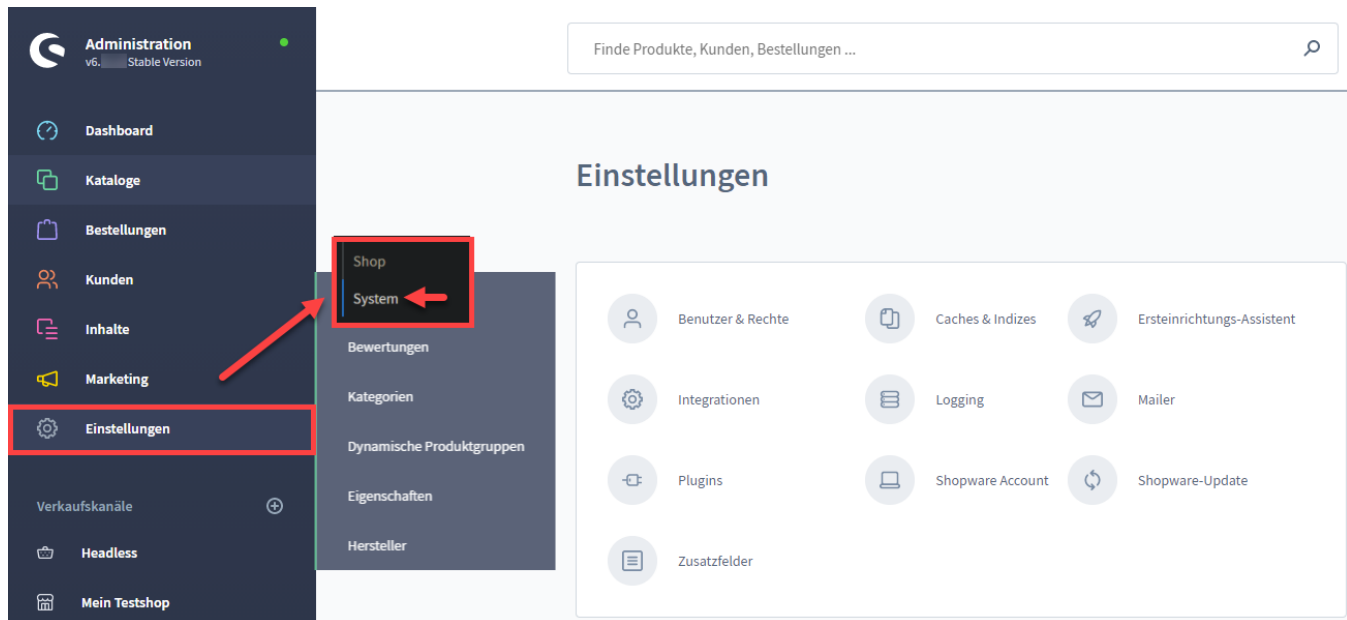 Administration
v6. Stable Version
Finde Produkte, Kunden, Bestellungen ...
Dashboard
Kataloge
Bestellungen
Kunden
Inhalte
Marketing
Einstellungen
Verkaufskanäle
Headless
Mein Testshop
Shop
System
Bewertungen
Kategorien
Dynamische Produktgruppen
Eigenschaften
Hersteller
Einstellungen
Benutzer & Rechte
Caches & Indizes
Ersteinrichtungs-Assistent
Integrationen
Logging
Mailer
Plugins
Shopware Account
Shopware-Update
Zusatzfelder